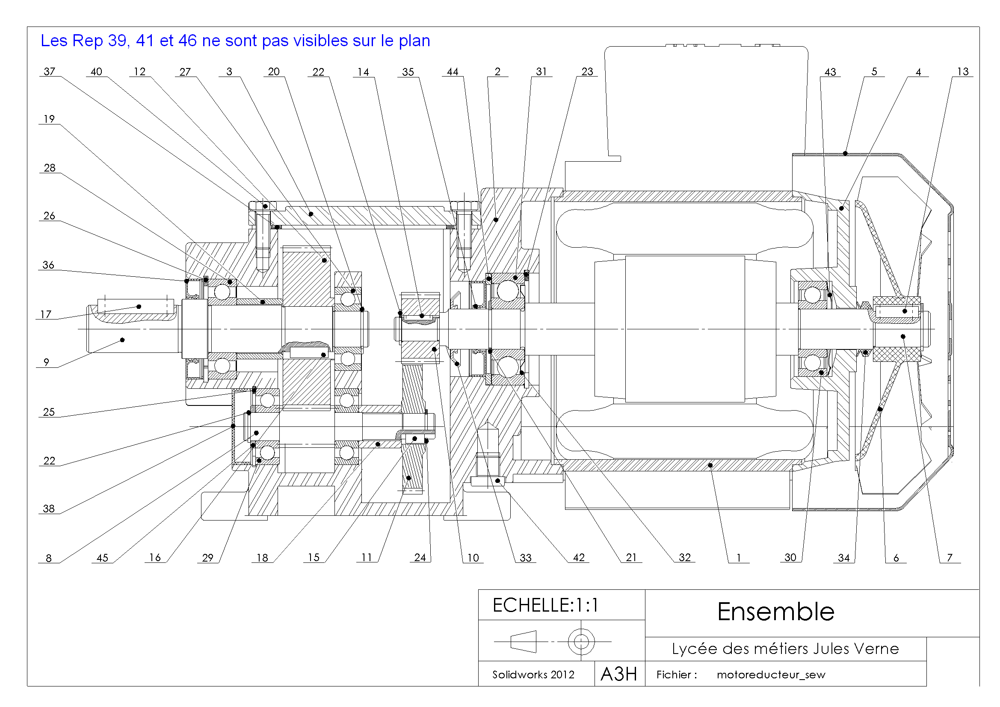 Les Rep 39, 41 et 46 ne sont pas visibles sur le plan
37 40 12 27 3 20 22 14 35 44 2 31 23 43 5 4 13
19
28
26
36
17
9
25
22
38
8 45 16 29 18 15 11 24 10 33 42 21 32 1 30 34 6 7
ECHELLE:1:1
Ensemble
Lycée des métiers Jules Verne
Solidworks 2012
A3H
Fichier : motoreducteur_sew